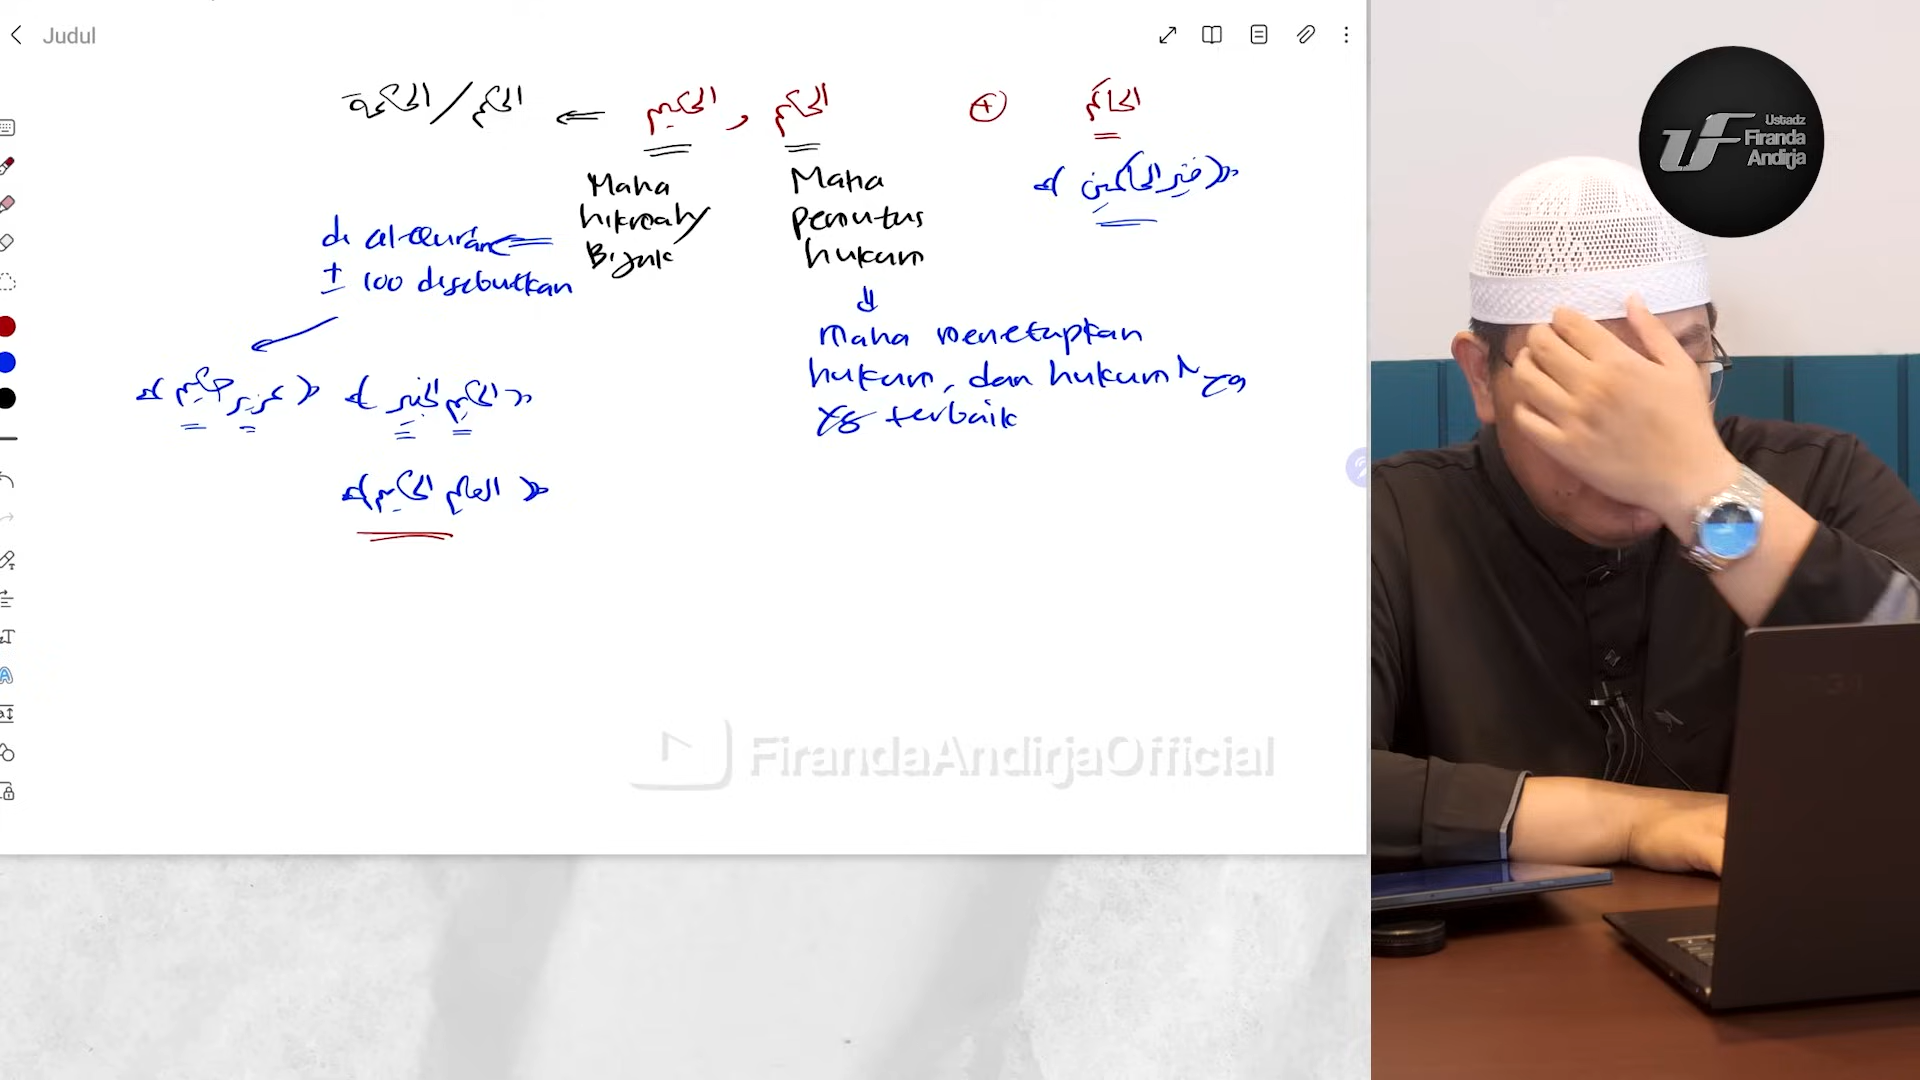 Judul
الحكم/الحكمة ⇐ الحكيم , الحكم ⊕ الحاكم
Maha
hikmah/
Bijak
Maha
pemutus
hukum
﴿خير الحاكمين﴾
di al-Quran
± 100 disebutkan
⇓
Maha menetapkan
hukum, dan hukumNya
yg terbaik
﴿عزيز حكيم﴾
﴿الحكيم الخبير﴾
﴿العليم الحكيم﴾
Ustadz
Firanda
Andirja
FirandaAndirjaOfficial